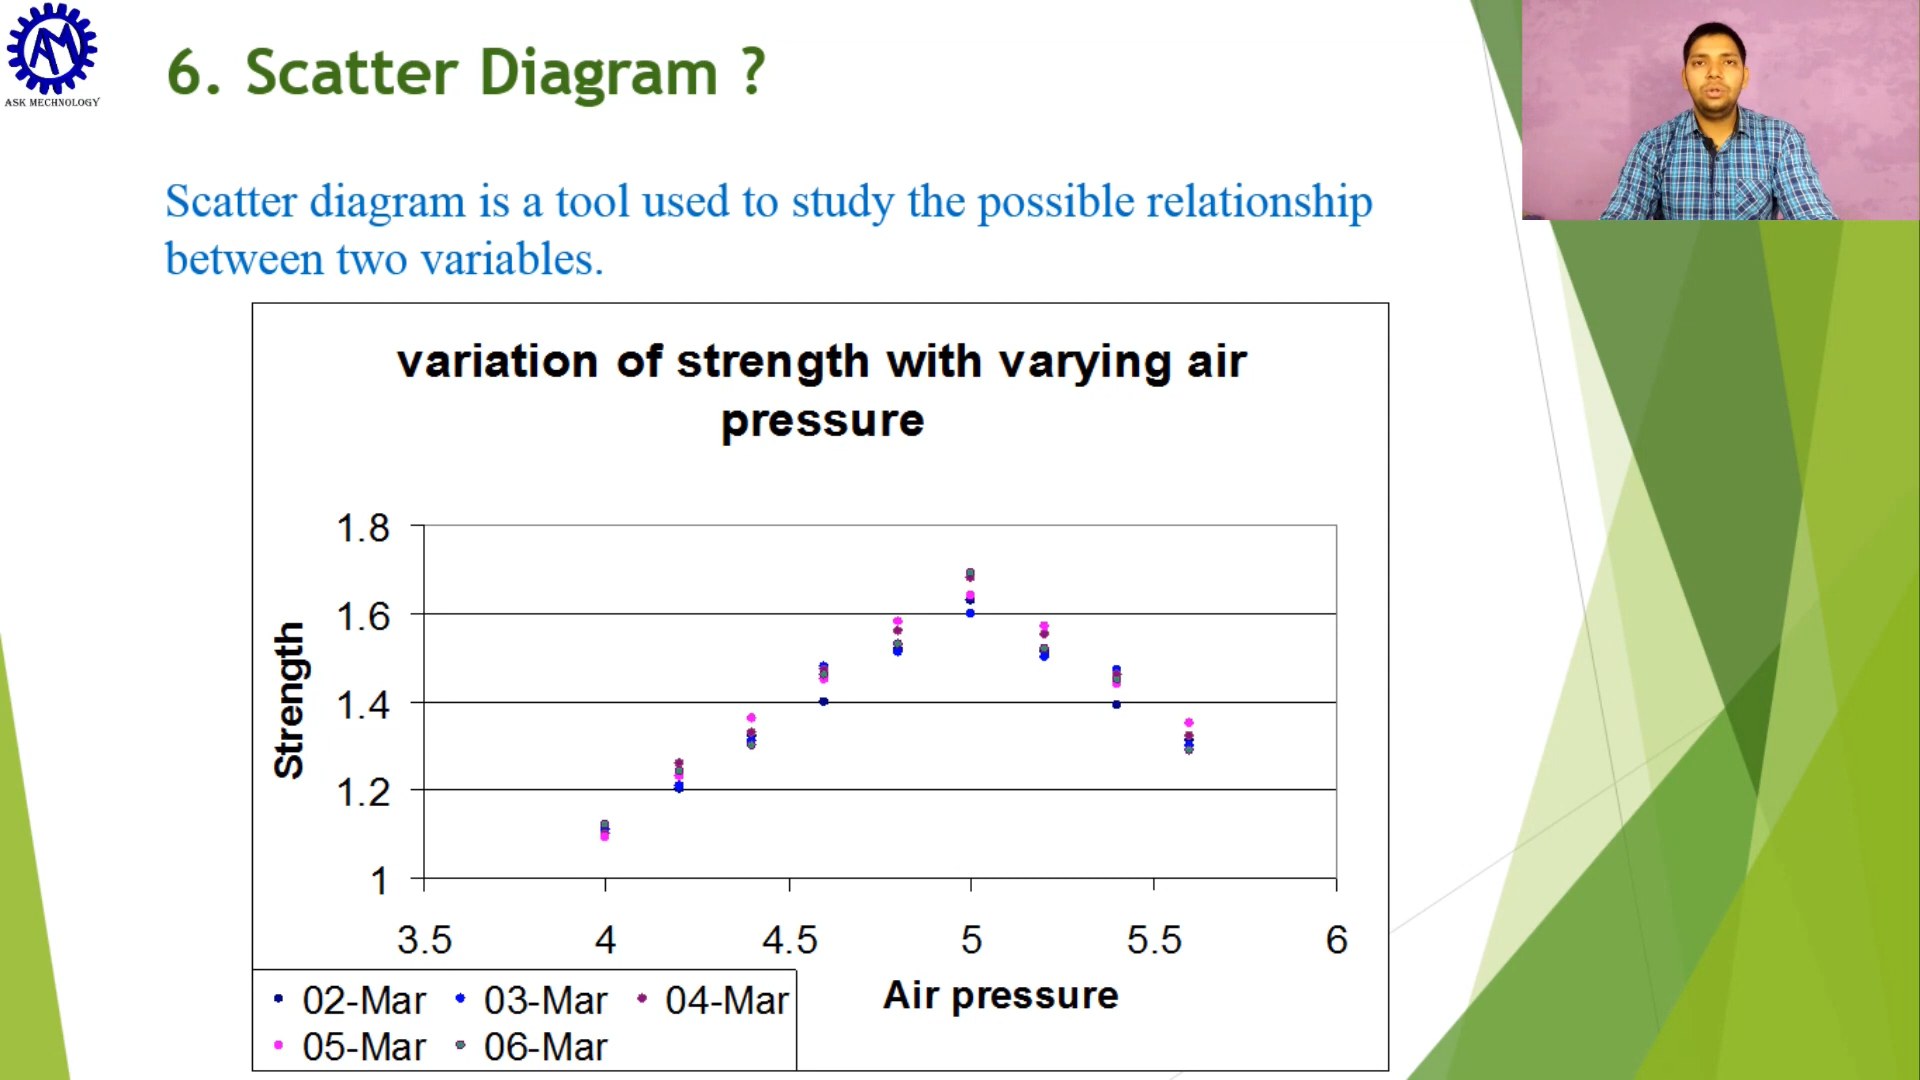 AM
ASK MECHNOLOGY
6. Scatter Diagram ?
Scatter diagram is a tool used to study the possible relationship
between two variables.
variation of strength with varying air
pressure
Strength
1.8
1.6
1.4
1.2
1
3.5 4 4.5 5 5.5 6
Air pressure
02-Mar 03-Mar 04-Mar
05-Mar 06-Mar